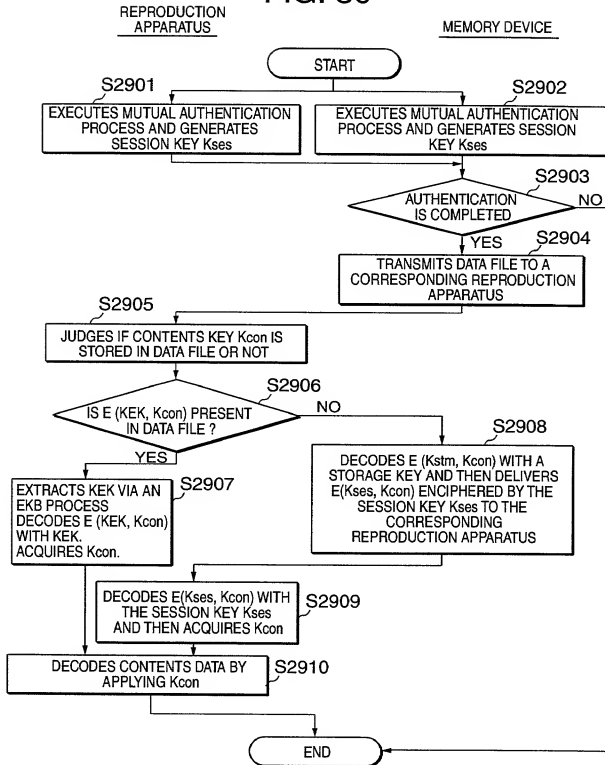 REPRODUCTION
APPARATUS
MEMORY DEVICE
START
S2901
EXECUTES MUTUAL AUTHENTICATION
PROCESS AND GENERATES
SESSION KEY Kses
S2902
EXECUTES MUTUAL AUTHENTICATION
PROCESS AND GENERATES SESSION
KEY Kses
S2903
AUTHENTICATION
IS COMPLETED
NO
YES
S2904
TRANSMITS DATA FILE TO A
CORRESPONDING REPRODUCTION
APPARATUS
S2905
JUDGES IF CONTENTS KEY Kcon IS
STORED IN DATA FILE OR NOT
S2906
IS E (KEK, Kcon) PRESENT
IN DATA FILE ?
NO
YES
S2907
EXTRACTS KEK VIA AN
EKB PROCESS
DECODES E (KEK, Kcon)
WITH KEK.
ACQUIRES Kcon.
S2908
DECODES E (Kstm, Kcon) WITH A
STORAGE KEY AND THEN DELIVERS
E(Kses, Kcon) ENCIPHERED BY THE
SESSION KEY Kses TO THE
CORRESPONDING
REPRODUCTION APPARATUS
S2909
DECODES E(Kses, Kcon) WITH
THE SESSION KEY Kses
AND THEN ACQUIRES Kcon
S2910
DECODES CONTENTS DATA BY
APPLYING Kcon
END